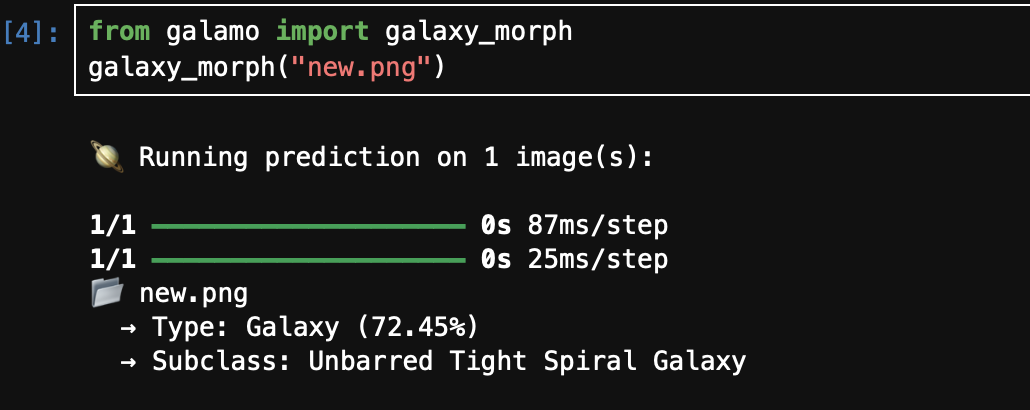 [4]: from galamo import galaxy_morph
galaxy_morph("new.png")
🪐 Running prediction on 1 image(s):
1/1 ━━━━━━━━━━━━━━━━━━━━ 0s 87ms/step
1/1 ━━━━━━━━━━━━━━━━━━━━ 0s 25ms/step
📁 new.png
→ Type: Galaxy (72.45%)
→ Subclass: Unbarred Tight Spiral Galaxy